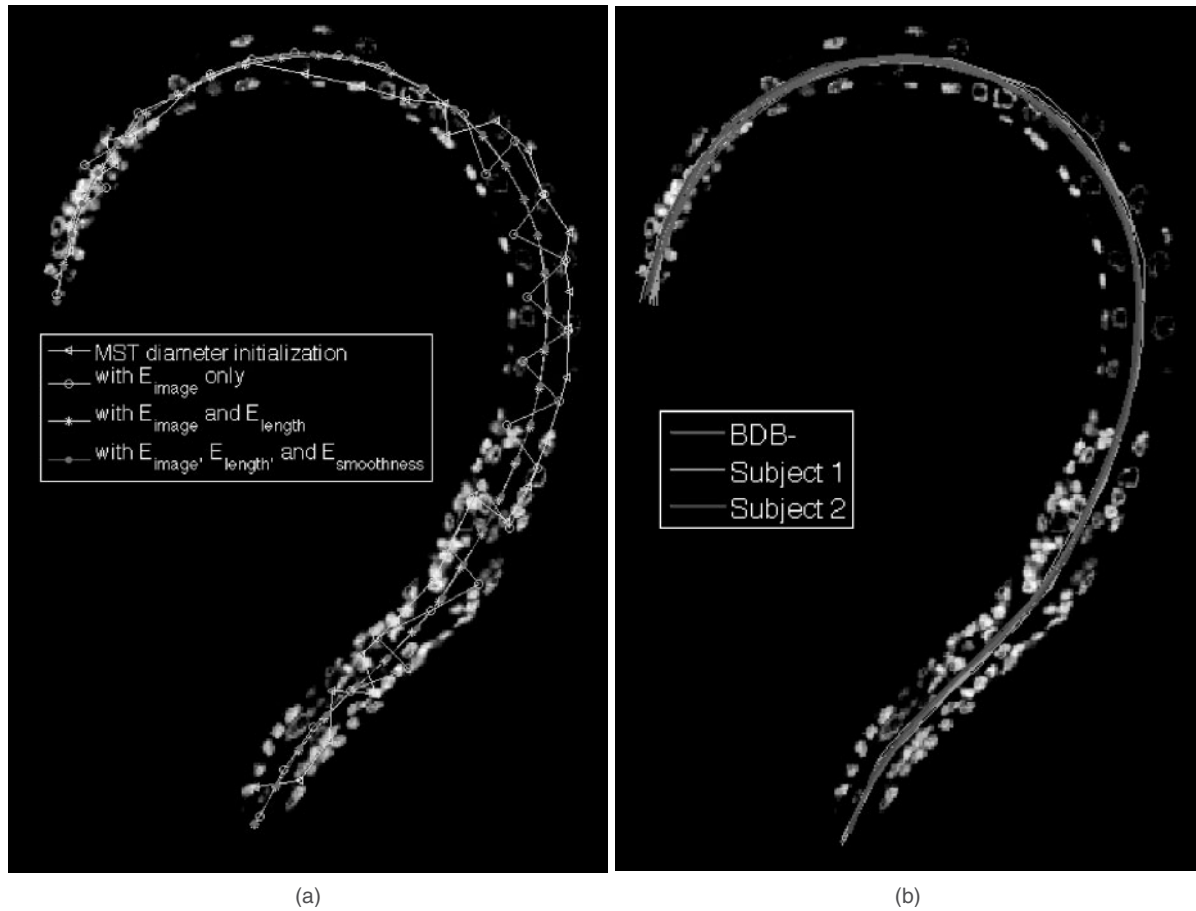 MST diameter initialization
with E_image only
with E_image and E_length
with E_image, E_length, and E_smoothness
BDB-
Subject 1
Subject 2
(a)
(b)